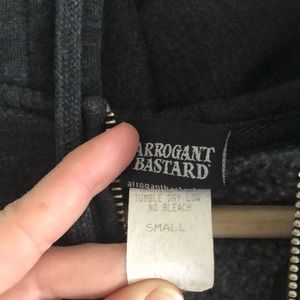 ARROGANT
BASTARD
TUMBLE DRY LOW
NO BLEACH
SMALL